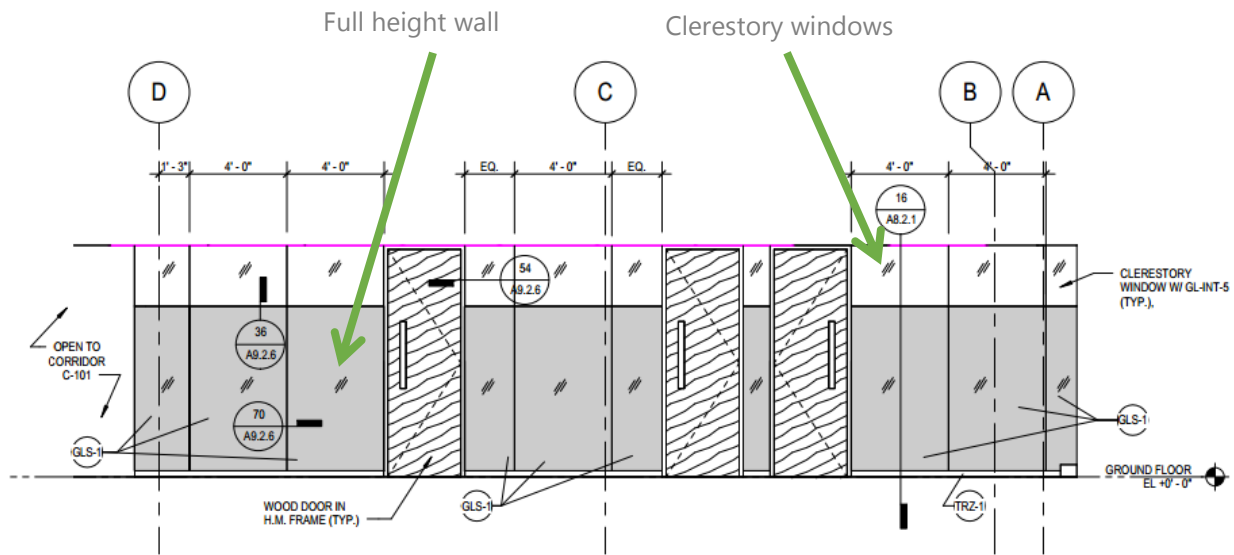 Full height wall
Clerestory windows
D
C
B
A
1' - 3"
4' - 0"
4' - 0"
EQ.
4' - 0"
EQ.
4' - 0"
4' - 0"
16
A8.2.1
54
A9.2.6
CLERESTORY
WINDOW W/ GL-INT-5
(TYP.),
36
A9.2.6
OPEN TO
CORRIDOR
C-101
70
A9.2.6
GLS-1
GLS-1
GROUND FLOOR
EL +0' - 0"
WOOD DOOR IN
H.M. FRAME (TYP.)
GLS-1
TRZ-1